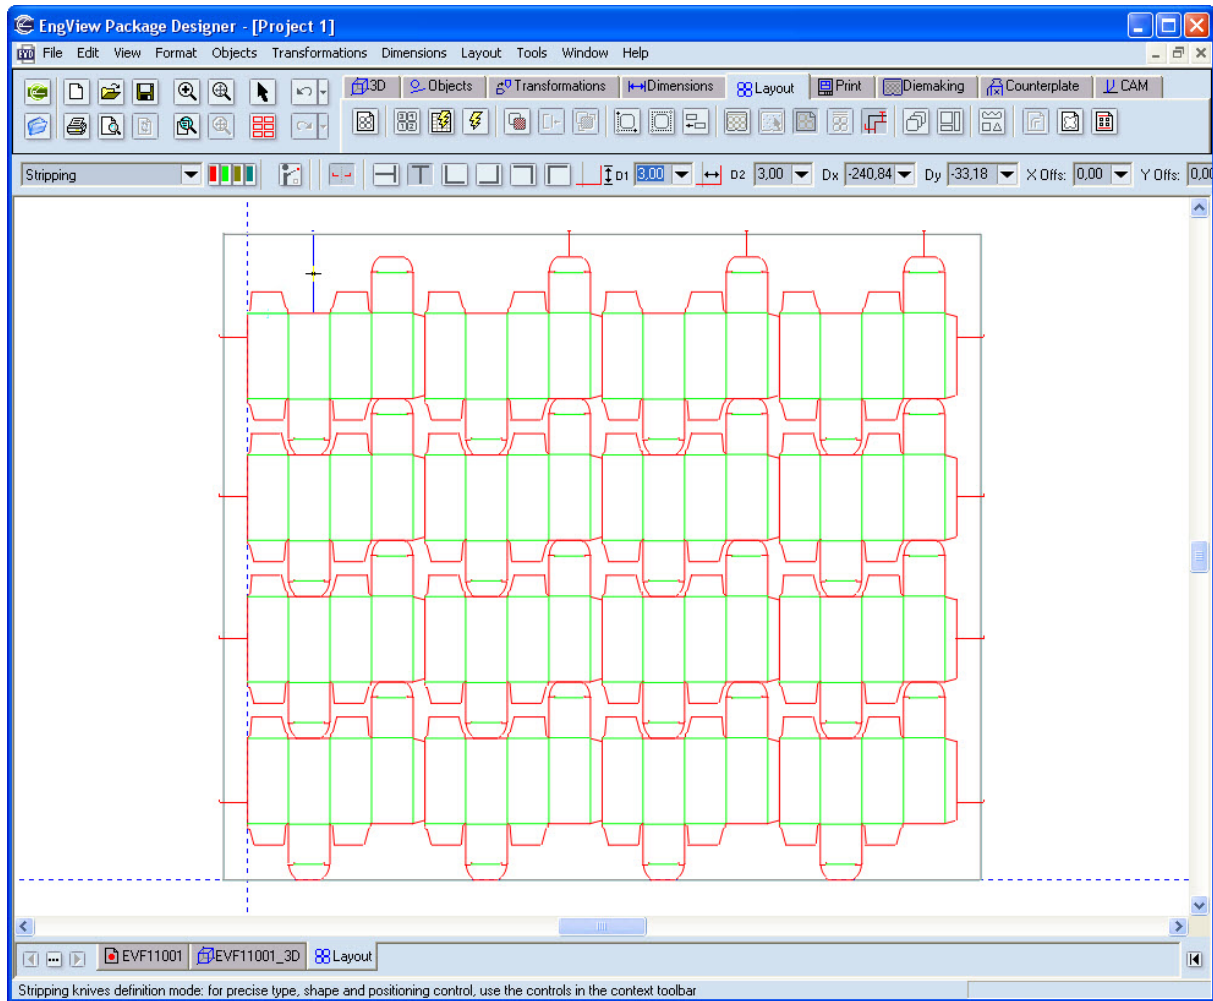 EngView Package Designer - [Project 1]
File Edit View Format Objects Transformations Dimensions Layout Tools Window Help
3D Objects Transformations Dimensions Layout Print Diemaking Counterplate CAM
Stripping D1 3,00 D2 3,00 Dx -240,84 Dy -33,18 X Offs: 0,00 Y Offs: 0,00
EVF11001 EVF11001_3D Layout
Stripping knives definition mode: for precise type, shape and positioning control, use the controls in the context toolbar